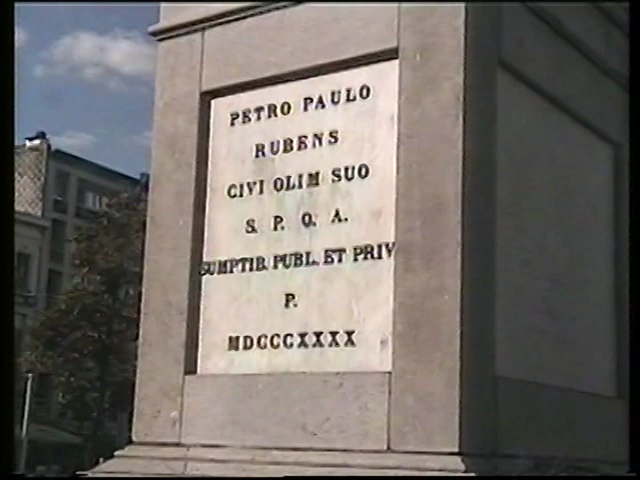 PETRO PAULO
RUBENS
CIVI OLIM SUO
S. P. Q. A.
SUMPTIB. PUBL. ET PRIV
P.
MDCCCXXXX